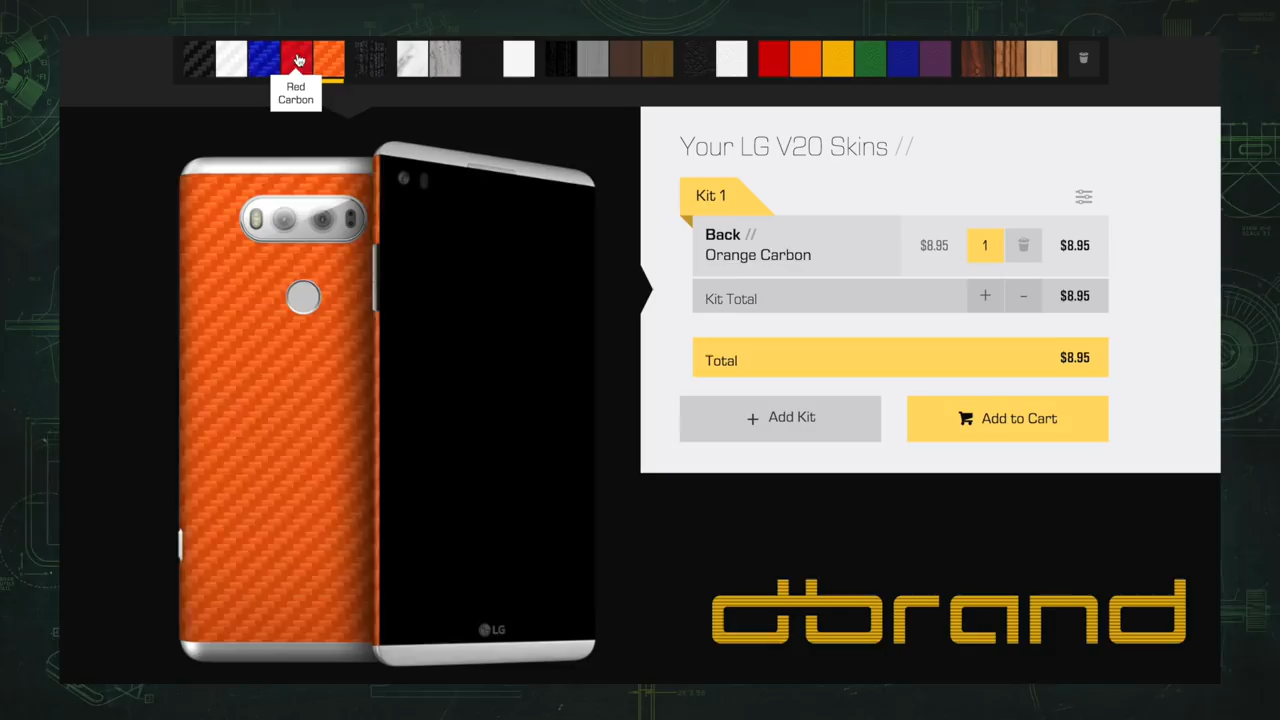 Red
Carbon
Your LG V20 Skins //
Kit 1
Back //
Orange Carbon
$8.95
1
$8.95
Kit Total
+
-
$8.95
Total
$8.95
+ Add Kit
Add to Cart
LG
dbrand